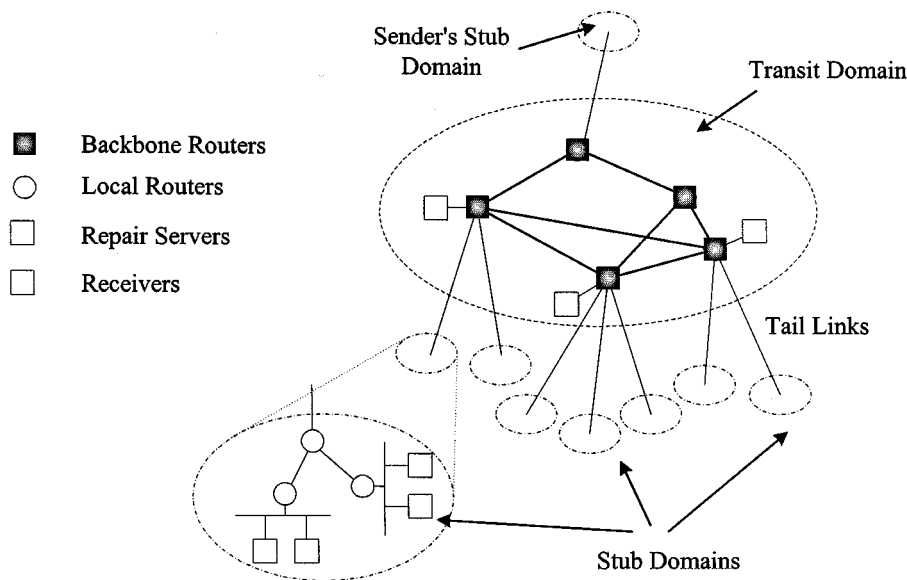 Sender's Stub
Domain
Transit Domain
Backbone Routers
Local Routers
Repair Servers
Receivers
Tail Links
Stub Domains